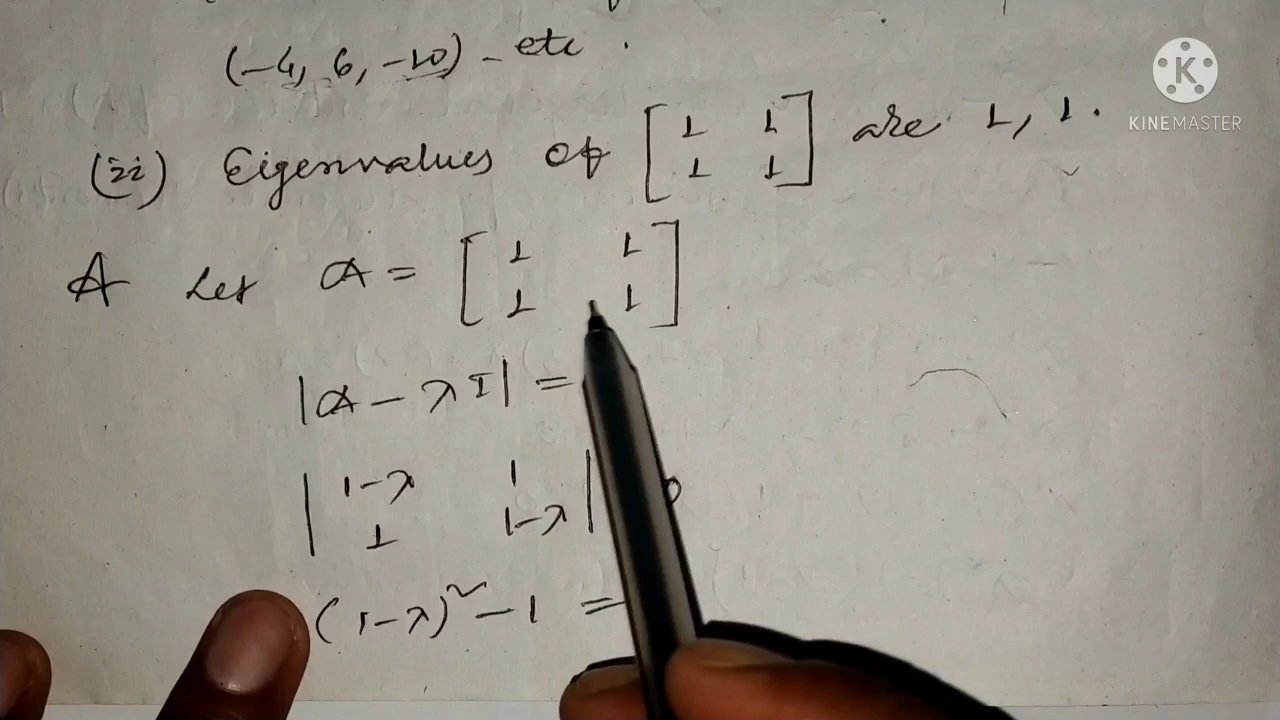 (-4, 6, -10) - etc.
KINEMASTER
(ii) Eigenvalues of [1 1
1 1] are 1, 1.
A Let A = [1 1
1 1]
|A - λI| =
|1-λ 1
1 1-λ| 0
(1-λ)² - 1 =